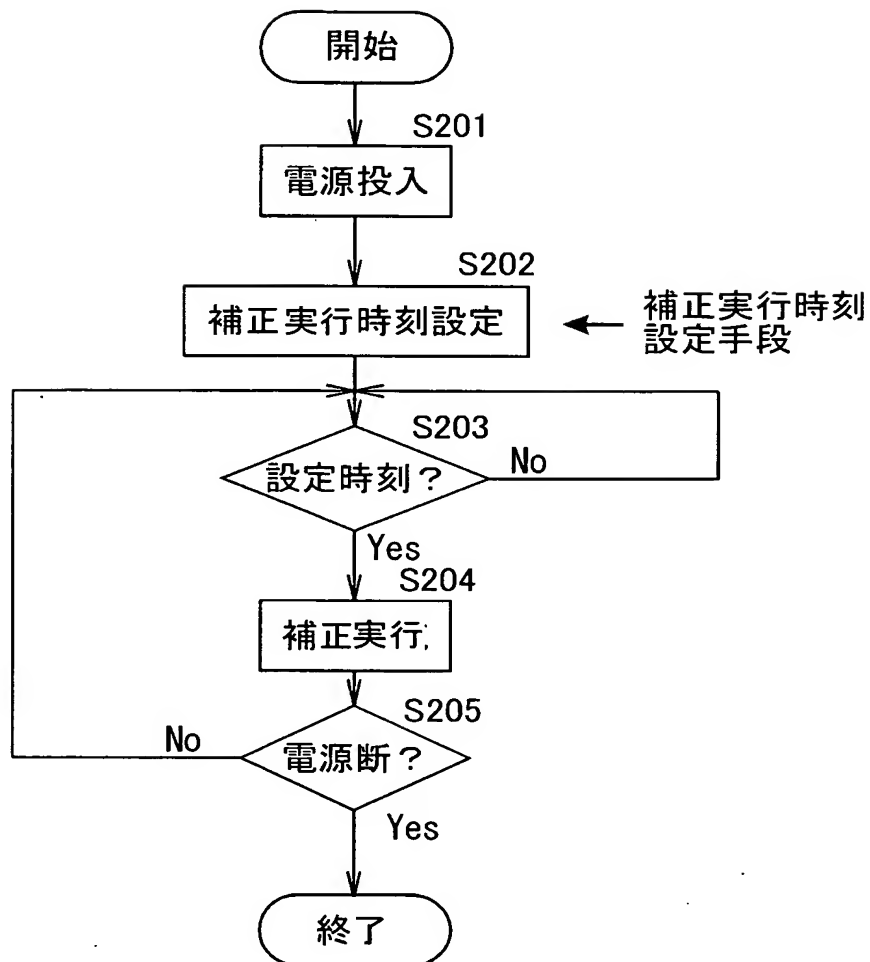 開始
S201
電源投入
S202
補正実行時刻設定
補正実行時刻
設定手段
S203
設定時刻?
No
Yes
S204
補正実行
S205
電源断?
No
Yes
終了